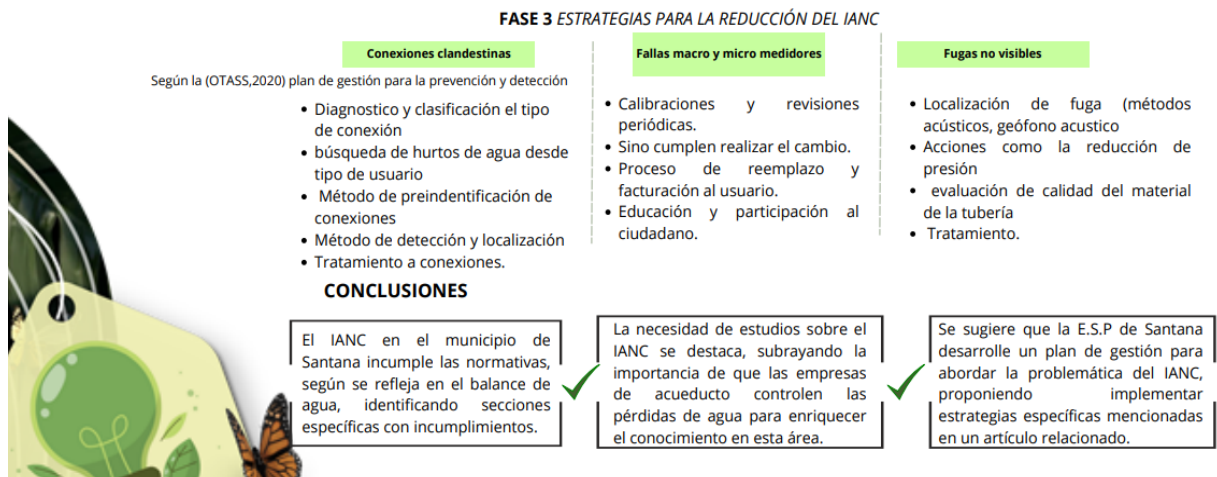 FASE 3 ESTRATEGIAS PARA LA REDUCCIÓN DEL IANC
Conexiones clandestinas
Según la (OTASS,2020) plan de gestión para la prevención y detección
• Diagnostico y clasificación el tipo
de conexión
• búsqueda de hurtos de agua desde
tipo de usuario
• Método de preindentificación de
conexiones
• Método de detección y localización
• Tratamiento a conexiones.
Fallas macro y micro medidores
• Calibraciones y revisiones
periódicas.
• Sino cumplen realizar el cambio.
• Proceso de reemplazo y
facturación al usuario.
• Educación y participación al
ciudadano.
Fugas no visibles
• Localización de fuga (métodos
acústicos, geófono acustico
• Acciones como la reducción de
presión
• evaluación de calidad del material
de la tubería
• Tratamiento.
CONCLUSIONES
El IANC en el municipio de
Santana incumple las normativas,
según se refleja en el balance de
agua, identificando secciones
específicas con incumplimientos.
La necesidad de estudios sobre el
IANC se destaca, subrayando la
importancia de que las empresas
de acueducto controlen las
pérdidas de agua para enriquecer
el conocimiento en esta área.
Se sugiere que la E.S.P de Santana
desarrolle un plan de gestión para
abordar la problemática del IANC,
proponiendo implementar
estrategias específicas mencionadas
en un artículo relacionado.